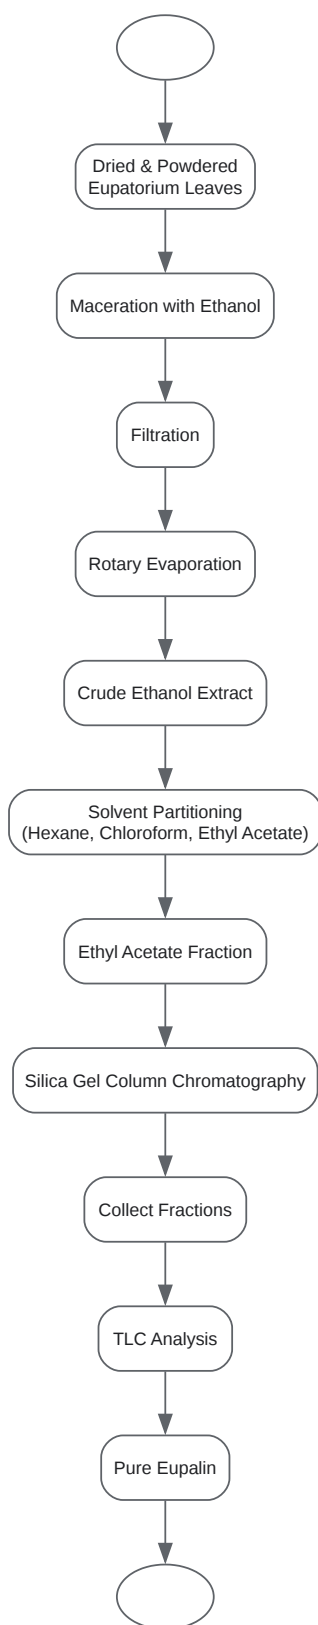 Dried & Powdered
Eupatorium Leaves
Maceration with Ethanol
Filtration
Rotary Evaporation
Crude Ethanol Extract
Solvent Partitioning
(Hexane, Chloroform, Ethyl Acetate)
Ethyl Acetate Fraction
Silica Gel Column Chromatography
Collect Fractions
TLC Analysis
Pure Eupalin